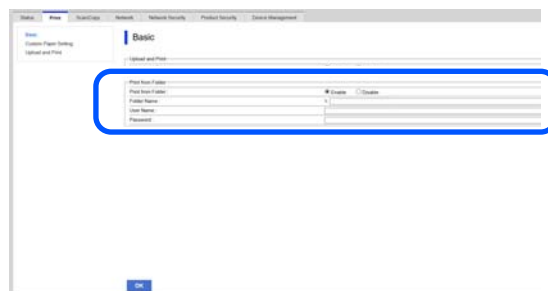 Status Print Scan/Copy Network Network Security Product Security Device Management
Basic
Custom Paper Setting
Upload and Print
Basic
Upload and Print
Print from Folder
Print from Folder : Enable Disable
Folder Name :
User Name :
Password :
OK